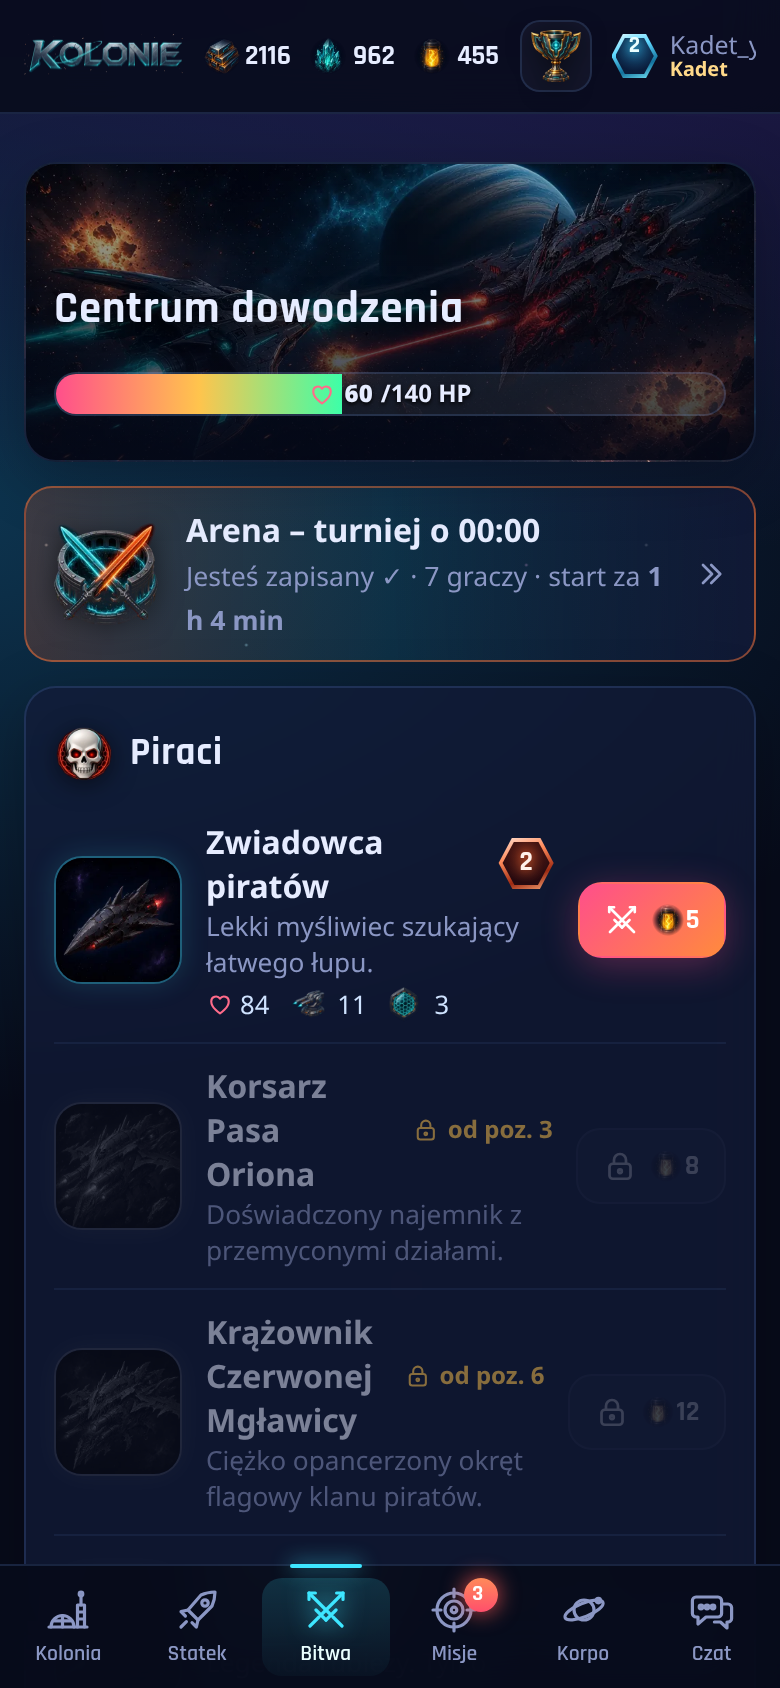 KOLONIE 2116 962 455 2 Kadet_
Kadet
Centrum dowodzenia
60 /140 HP
Arena – turniej o 00:00
Jesteś zapisany ✓ · 7 graczy · start za 1
h 4 min
Piraci
Zwiadowca
piratów
2
Lekki myśliwiec szukający
łatwego łupu.
84 11 3
5
Korsarz
Pasa
Oriona
od poz. 3
8
Doświadczony najemnik z
przemyconymi działami.
Krążownik
Czerwonej
Mgławicy
od poz. 6
12
Ciężko opancerzony okręt
flagowy klanu piratów.
3
Kolonia Statek Bitwa Misje Korpo Czat